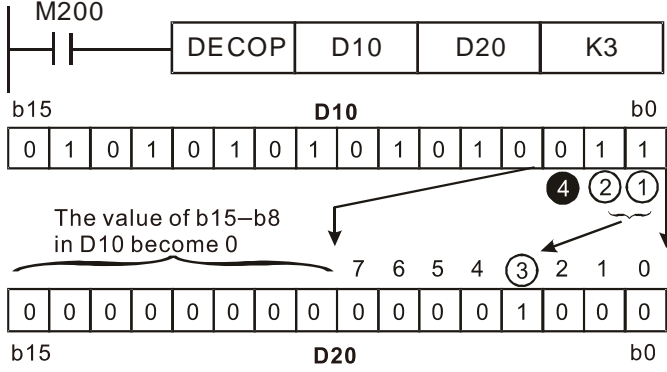 M200
DECOP D10 D20 K3
b15 D10 b0
0 1 0 1 0 1 0 1 0 1 0 1 0 0 1 1
4 2 1
The value of b15–b8
in D10 become 0
7 6 5 4 3 2 1 0
0 0 0 0 0 0 0 0 0 0 0 0 1 0 0 0
b15 D20 b0